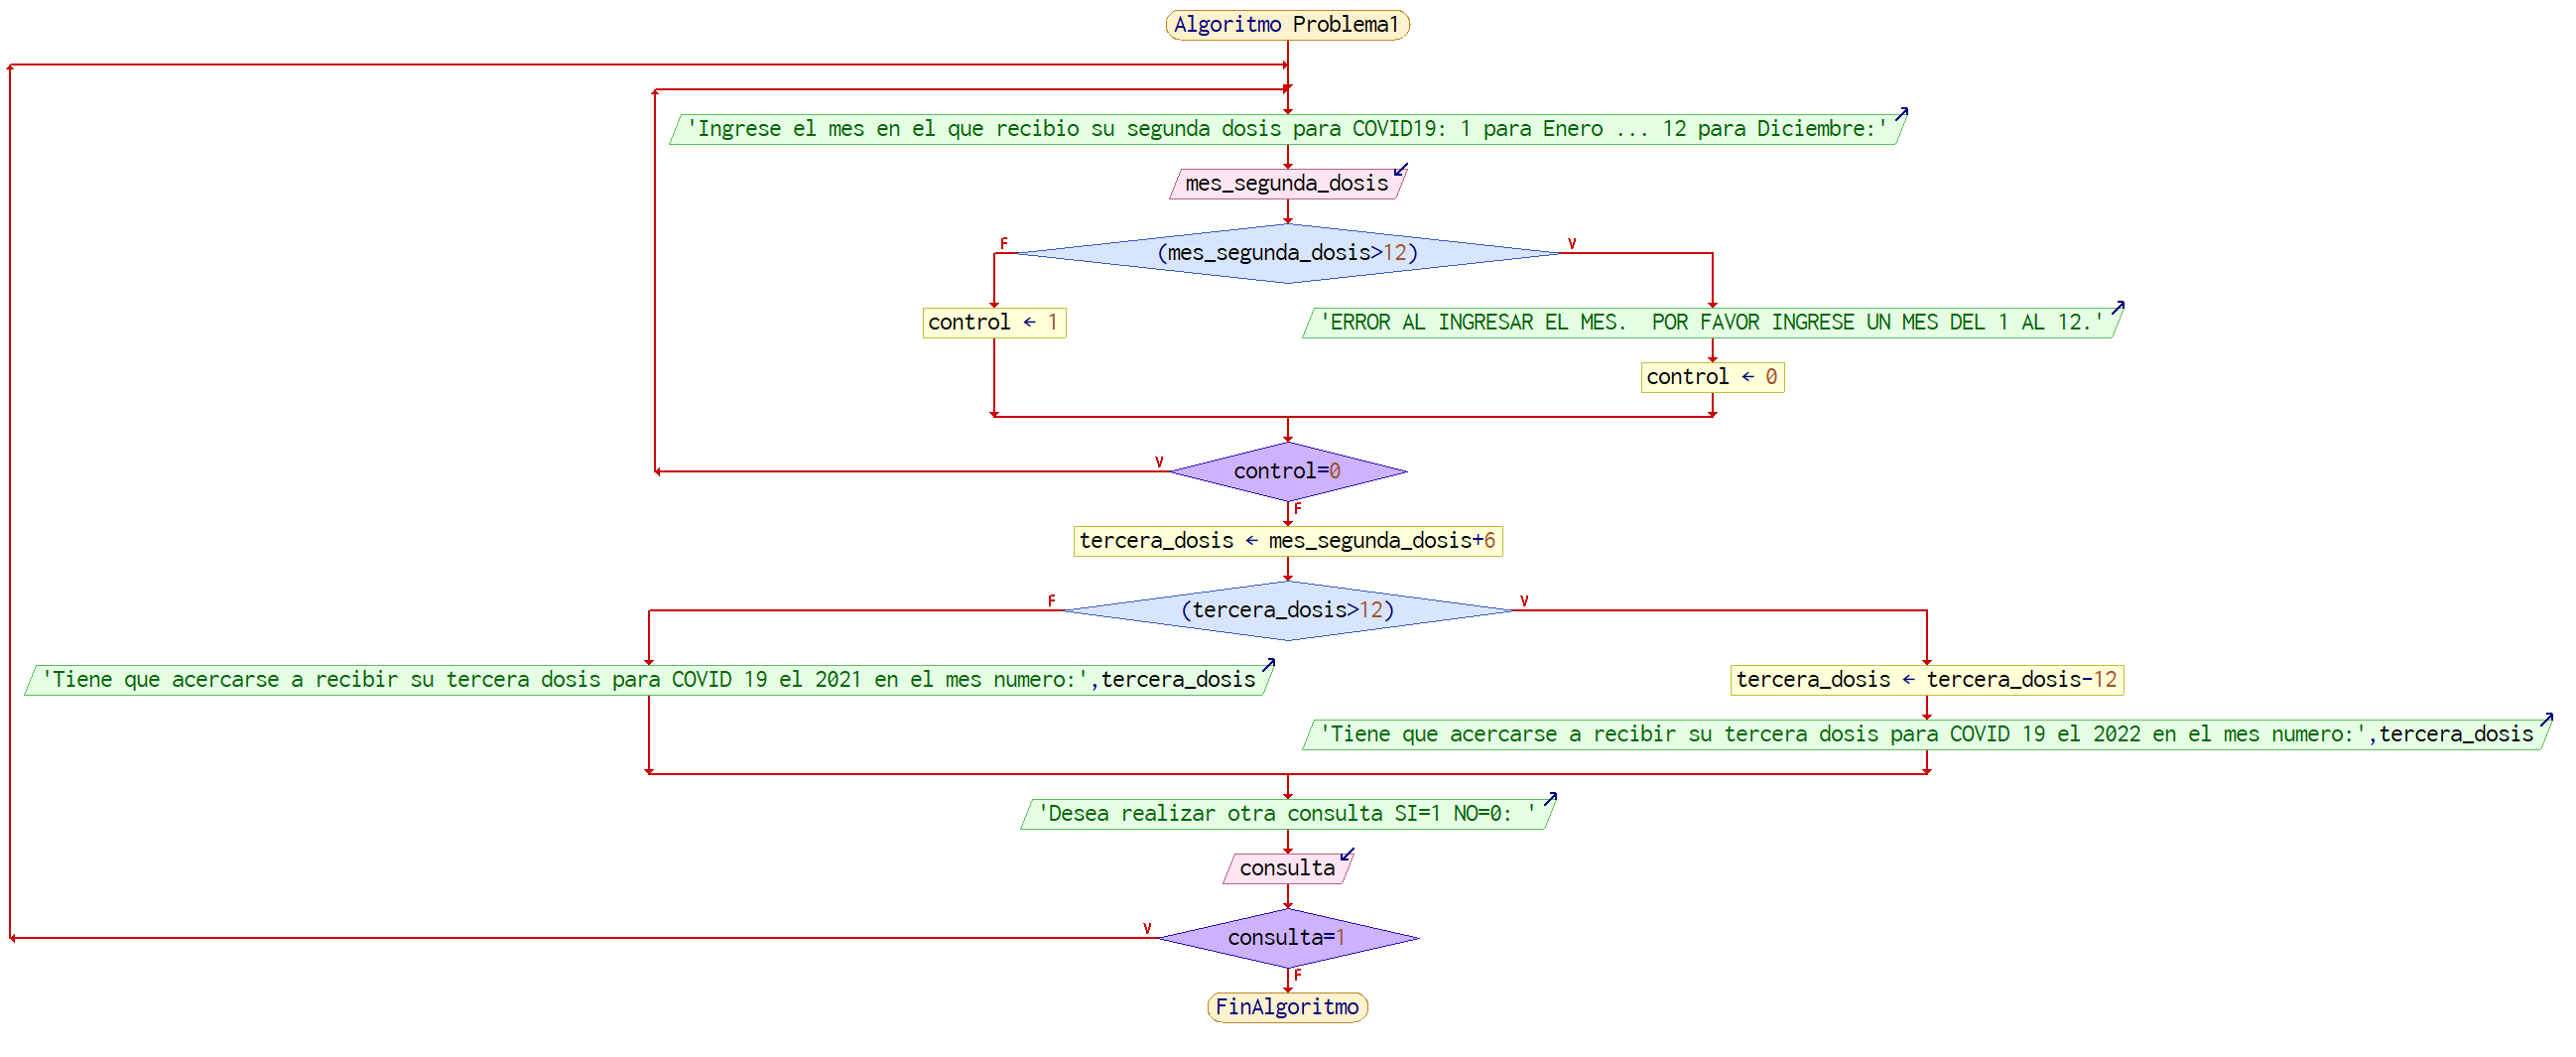 Algoritmo Problema1
'Ingrese el mes en el que recibio su segunda dosis para COVID19: 1 para Enero ... 12 para Diciembre:'
mes_segunda_dosis
F
(mes_segunda_dosis>12)
V
control ← 1
'ERROR AL INGRESAR EL MES.  POR FAVOR INGRESE UN MES DEL 1 AL 12.'
control ← 0
V
control=0
F
tercera_dosis ← mes_segunda_dosis+6
F
(tercera_dosis>12)
V
'Tiene que acercarse a recibir su tercera dosis para COVID 19 el 2021 en el mes numero:',tercera_dosis
tercera_dosis ← tercera_dosis-12
'Tiene que acercarse a recibir su tercera dosis para COVID 19 el 2022 en el mes numero:',tercera_dosis
'Desea realizar otra consulta SI=1 NO=0: '
consulta
V
consulta=1
F
FinAlgoritmo